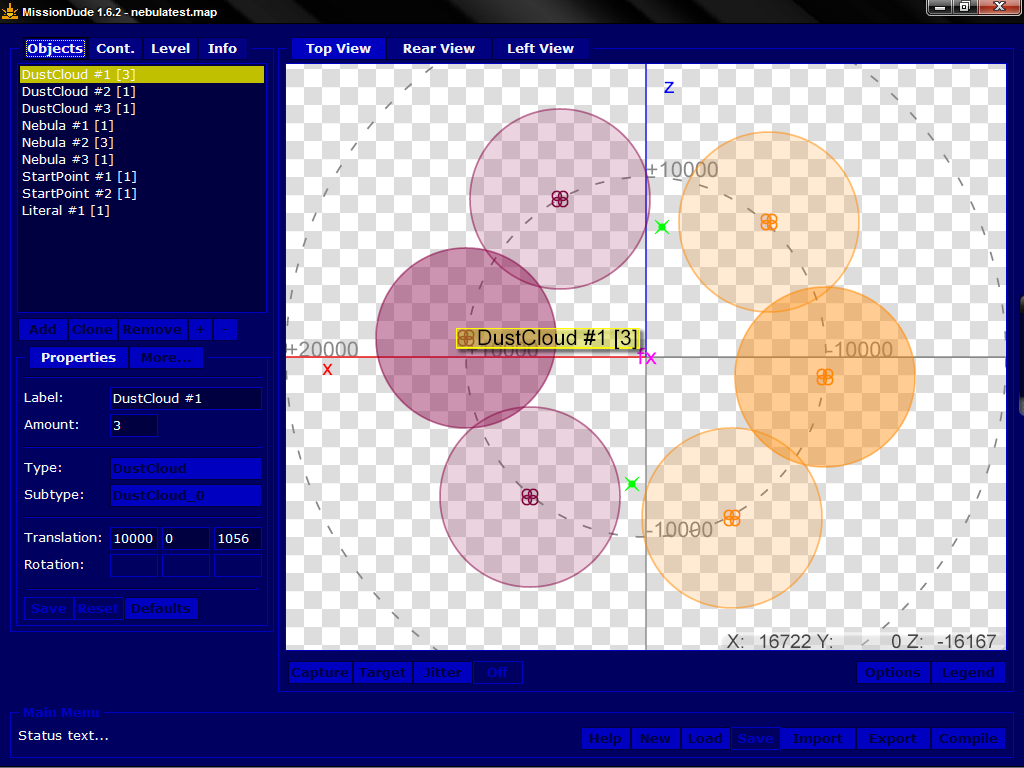 MissionDude 1.6.2 - nebulatest.map
Objects Cont. Level Info
Top View Rear View Left View
DustCloud #1 [3]
DustCloud #2 [1]
DustCloud #3 [1]
Nebula #1 [1]
Nebula #2 [3]
Nebula #3 [1]
StartPoint #1 [1]
StartPoint #2 [1]
Literal #1 [1]
Add Clone Remove + -
Properties More...
Label: DustCloud #1
Amount: 3
Type: DustCloud
Subtype: DustCloud_0
Translation: 10000 0 1056
Rotation:
Save Reset Defaults
Z
+10000
DustCloud #1 [3]
+20000 +10000 -10000
X
-10000
X: 16722 Y: 0 Z: -16167
Capture Target Jitter Off Options Legend
Main Menu
Status text...
Help New Load Save Import Export Compile